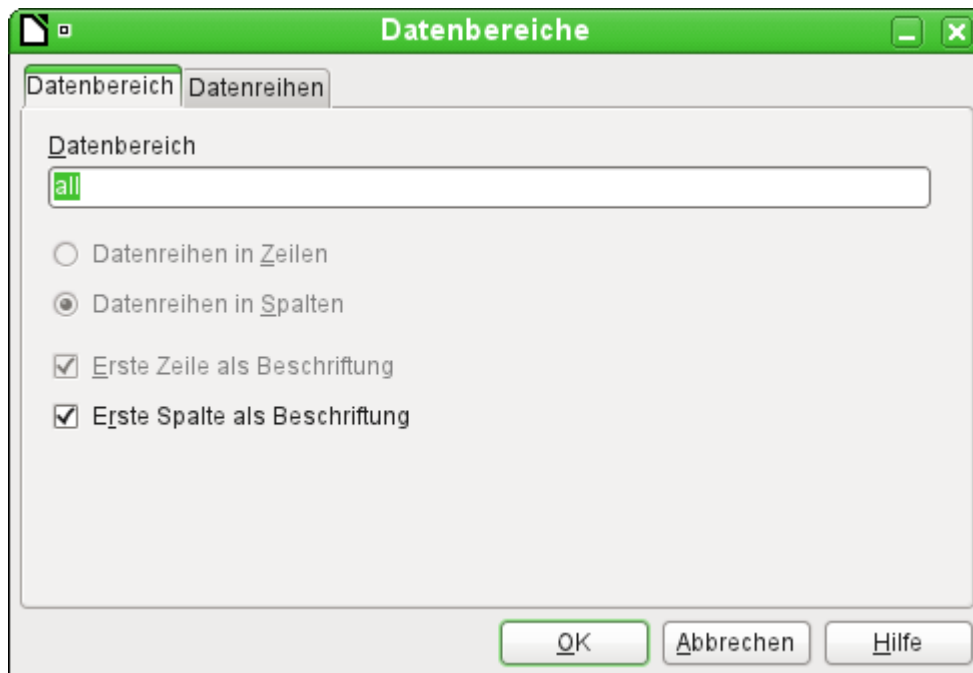 Datenbereiche
Datenbereich Datenreihen
Datenbereich
all
Datenreihen in Zeilen
Datenreihen in Spalten
Erste Zeile als Beschriftung
Erste Spalte als Beschriftung
OK Abbrechen Hilfe